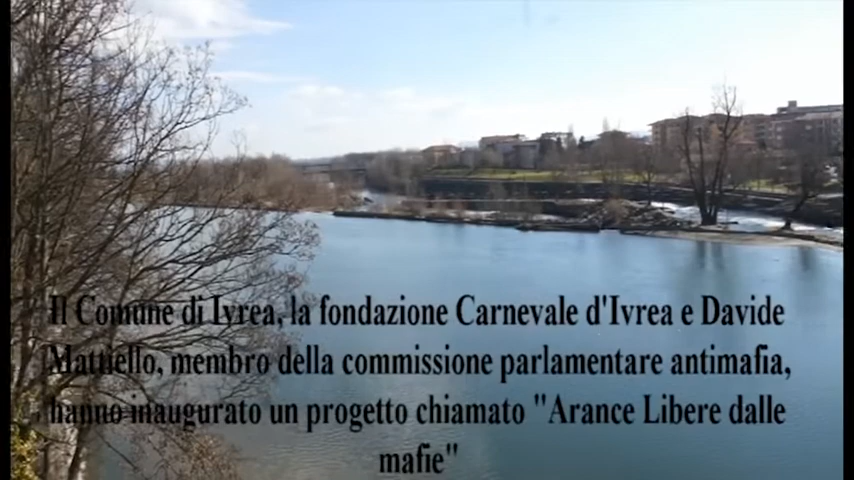 Il Comune di Ivrea, la fondazione Carnevale d'Ivrea e Davide
Mattiello, membro della commissione parlamentare antimafia,
hanno inaugurato un progetto chiamato "Arance Libere dalle
mafie"